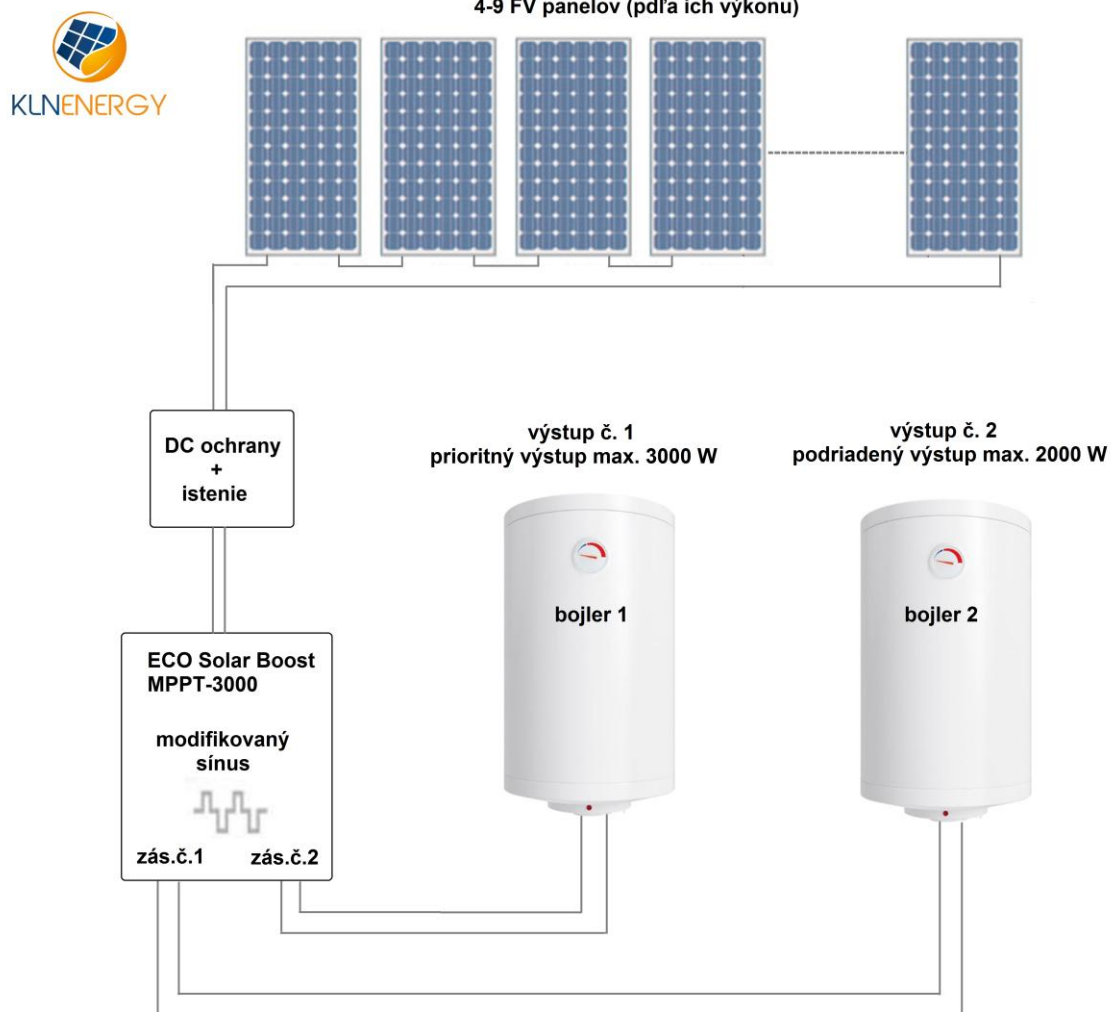 4-9 FV panelov (pdľa ich výkonu)
KLNENERGY
DC ochrany
+
istenie
výstup č. 1
prioritný výstup max. 3000 W
výstup č. 2
podriadený výstup max. 2000 W
bojler 1
bojler 2
ECO Solar Boost
MPPT-3000
modifikovaný
sínus
zás.č.1
zás.č.2